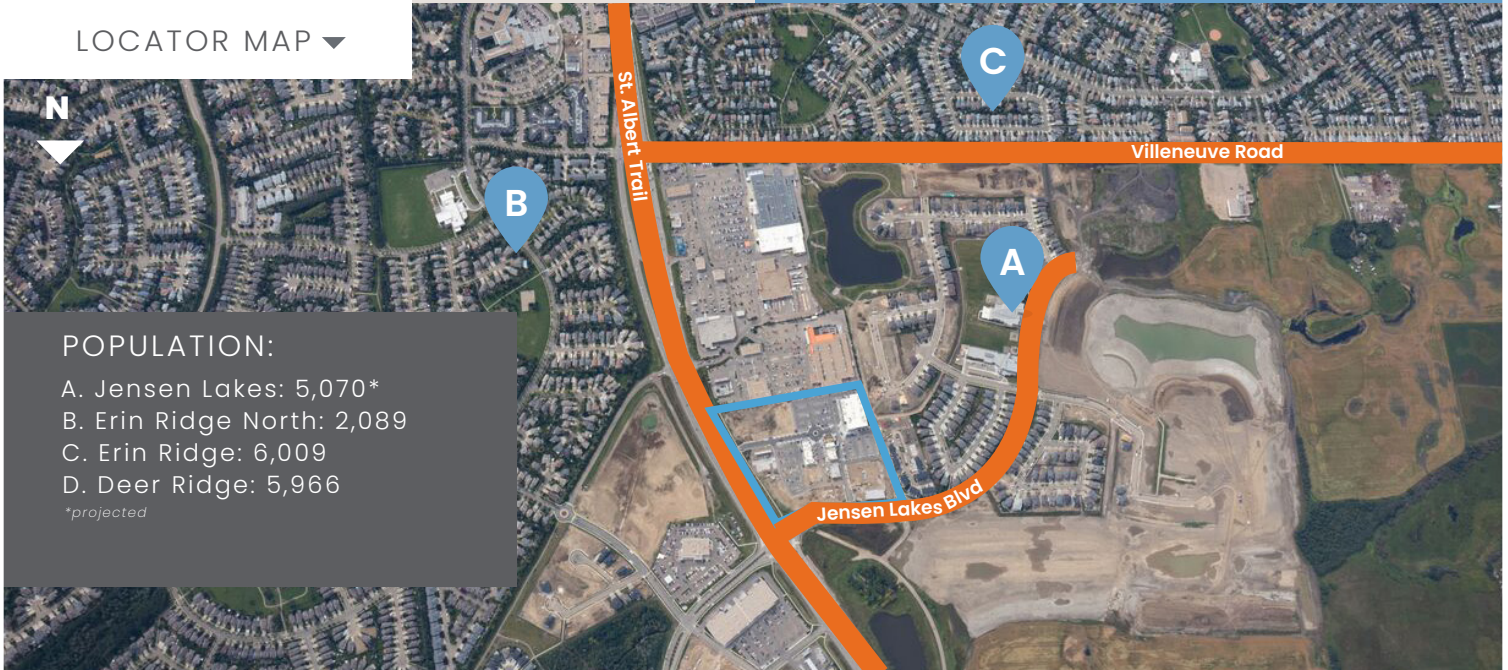 LOCATOR MAP
N
C
St. Albert Trail
Villeneuve Road
B
A
POPULATION:
A. Jensen Lakes: 5,070*
B. Erin Ridge North: 2,089
C. Erin Ridge: 6,009
D. Deer Ridge: 5,966
*projected
Jensen Lakes Blvd